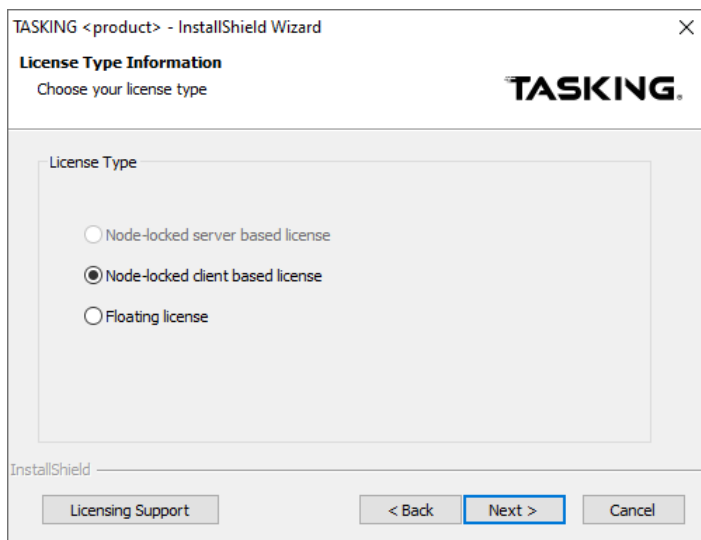 TASKING <product> - InstallShield Wizard
License Type Information
Choose your license type
TASKING.
License Type
Node-locked server based license
Node-locked client based license
Floating license
InstallShield
Licensing Support
< Back
Next >
Cancel